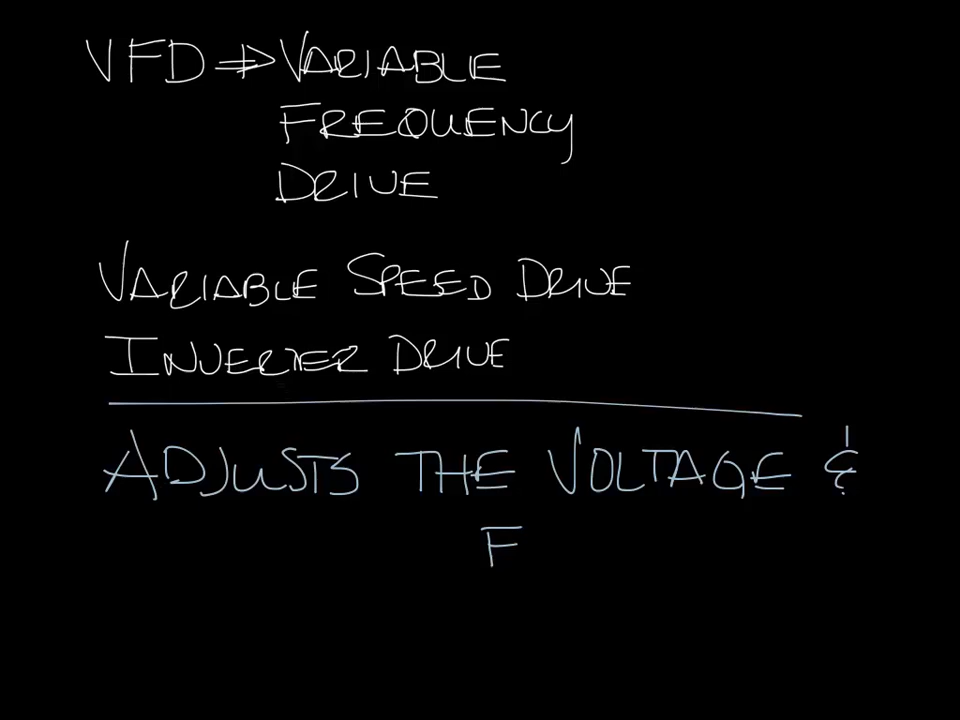 VFD ⇒ VARIABLE
FREQUENCY
DRIVE
VARIABLE SPEED DRIVE
INVERTER DRIVE
ADJUSTS THE VOLTAGE &
F